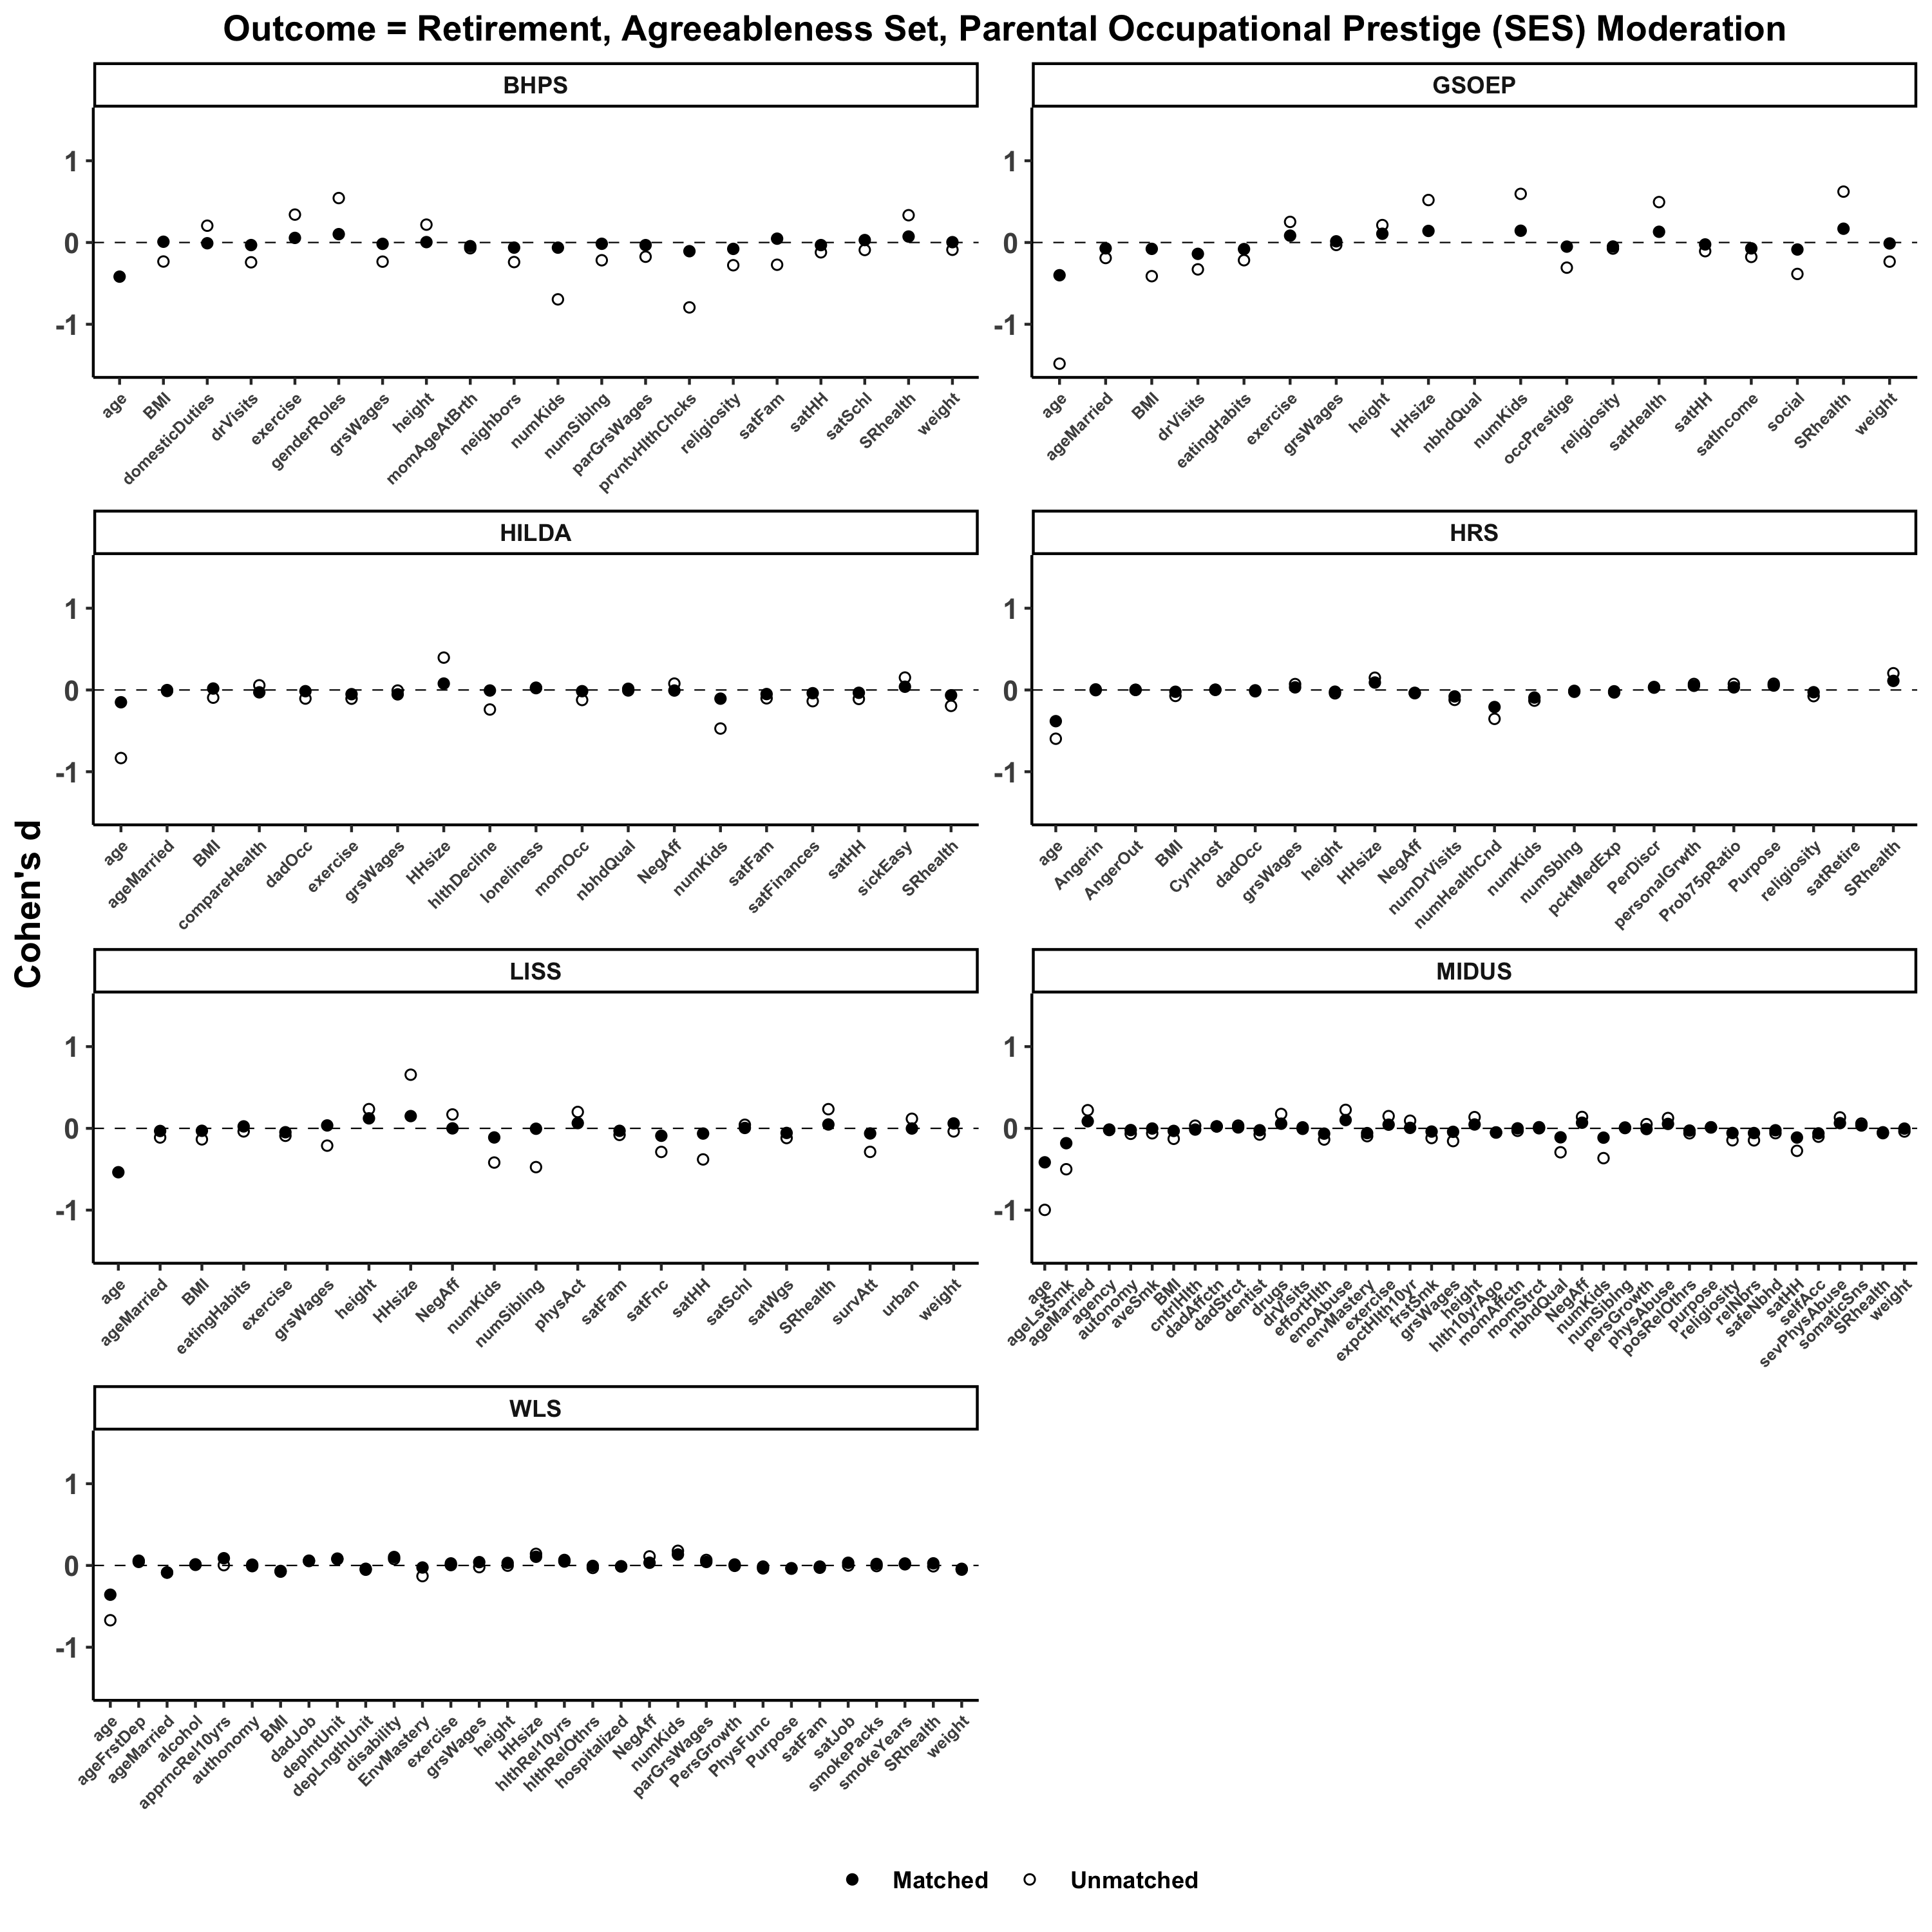 Outcome = Retirement, Agreeableness Set, Parental Occupational Prestige (SES) Moderation
Cohen's d
BHPS
1
0
-1
age
BMI
domesticDuties
drVisits
exercise
genderRoles
grsWages
height
momAgeAtBrth
neighbors
numKids
numSiblng
parGrsWages
prvntvHlthChcks
religiosity
satFam
satHH
satSchl
SRhealth
weight
GSOEP
1
0
-1
age
ageMarried
BMI
drVisits
eatingHabits
exercise
grsWages
height
HHsize
nbhdQual
numKids
occPrestige
religiosity
satHealth
satHH
satIncome
social
SRhealth
weight
HILDA
1
0
-1
age
ageMarried
BMI
compareHealth
dadOcc
exercise
grsWages
HHsize
hlthDecline
loneliness
momOcc
nbhdQual
NegAff
numKids
satFam
satFinances
satHH
sickEasy
SRhealth
HRS
1
0
-1
age
Angerin
AngerOut
BMI
CynHost
dadOcc
grsWages
height
HHsize
NegAff
numDrVisits
numHealthCnd
numKids
numSblng
pcktMedExp
PerDiscr
personalGrwth
Prob75pRatio
Purpose
religiosity
satRetire
SRhealth
LISS
1
0
-1
age
ageMarried
BMI
eatingHabits
exercise
grsWages
height
HHsize
NegAff
numKids
numSibling
physAct
satFam
satFnc
satHH
satSchl
satWgs
SRhealth
survAtt
urban
weight
MIDUS
1
0
-1
age
ageLstSmk
ageMarried
agency
autonomy
aveSmk
BMI
cntrlHlth
dadAffctn
dadStrct
dentist
drugs
drVisits
effortHlth
emoAbuse
envMastery
exercise
expctHlth10yr
frstSmk
grsWages
height
hlth10yrAgo
momAffctn
momStrct
nbhdQual
NegAff
numKids
numSiblng
persGrowth
physAbuse
posRelOthrs
purpose
religiosity
relNbrs
safeNbhd
satHH
selfAcc
sevPhysAbuse
somaticSns
SRhealth
weight
WLS
1
0
-1
age
ageFrstDep
ageMarried
alcohol
apprncRel10yrs
authonomy
BMI
dadJob
depIntUnit
depLngthUnit
disability
EnvMastery
exercise
grsWages
height
HHsize
hlthRel10yrs
hlthRelOthrs
hospitalized
NegAff
numKids
parGrsWages
PersGrowth
PhysFunc
Purpose
satFam
satJob
smokePacks
smokeYears
SRhealth
weight
Matched
Unmatched